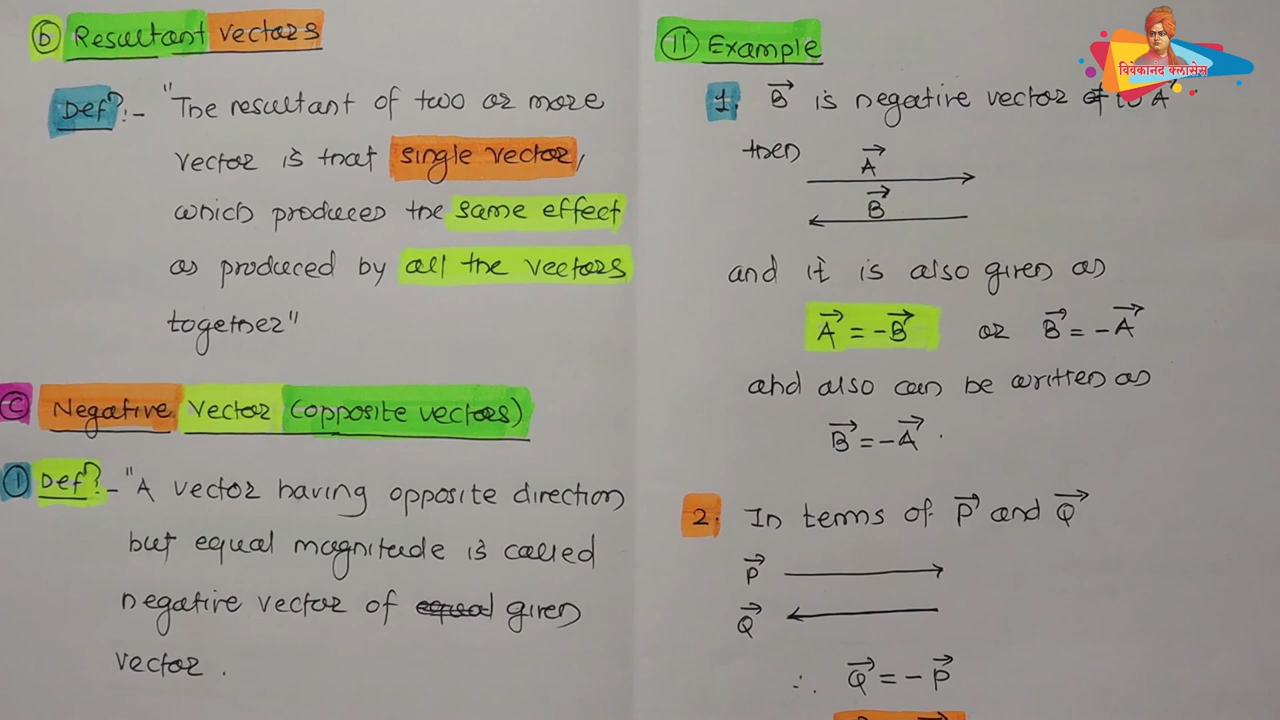 b Resultant vectors
Defn:- "The resultant of two or more
vector is that single vector,
which produces the same effect
as produced by all the vectors
together"
C Negative Vector (opposite vectors)
I Defn:- "A vector having opposite direction
but equal magnitude is called
negative vector of equal given
vector.
II Example
विवेकानंद क्लासेस
1. B⃗ is negative vector of to A⃗.
then A⃗
B⃗
and it is also given as
A⃗ = -B⃗ or B⃗ = -A⃗
and also can be written as
B⃗ = -A⃗.
2. In terms of P⃗ and Q⃗
P⃗
Q⃗
∴ Q⃗ = -P⃗